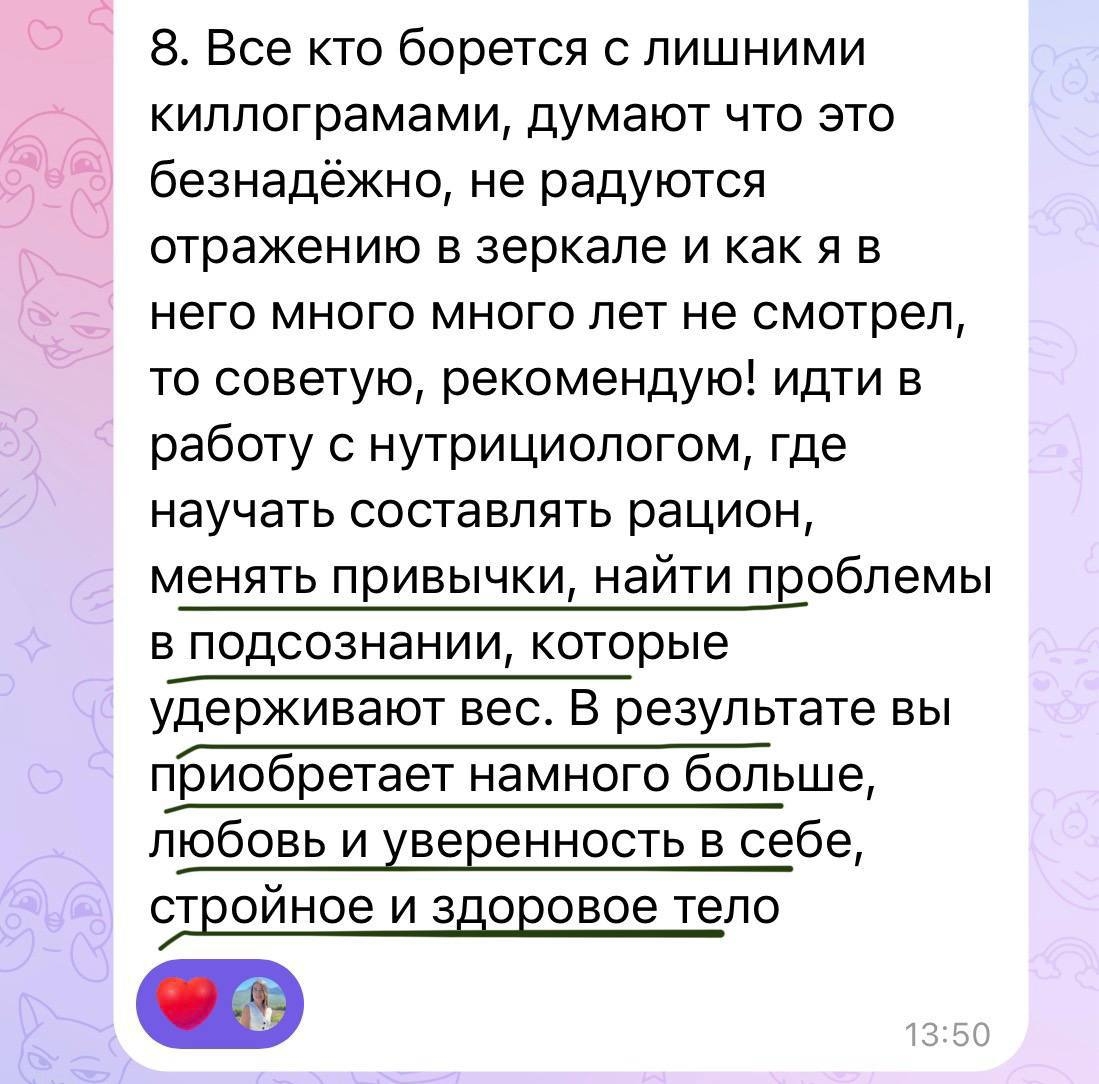 8. Все кто борется с лишними
киллограмами, думают что это
безнадёжно, не радуются
отражению в зеркале и как я в
него много много лет не смотрел,
то советую, рекомендую! идти в
работу с нутрициологом, где
научать составлять рацион,
менять привычки, найти проблемы
в подсознании, которые
удерживают вес. В результате вы
приобретает намного больше,
любовь и уверенность в себе,
стройное и здоровое тело
13:50